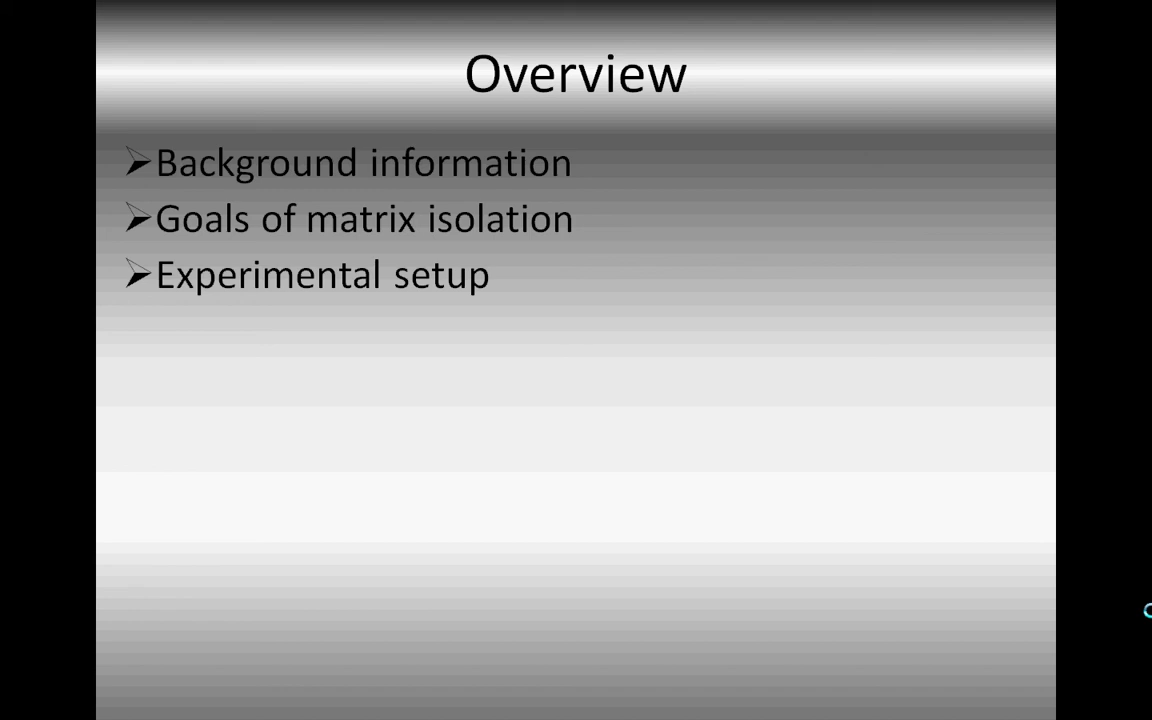 Overview
➢Background information
➢Goals of matrix isolation
➢Experimental setup